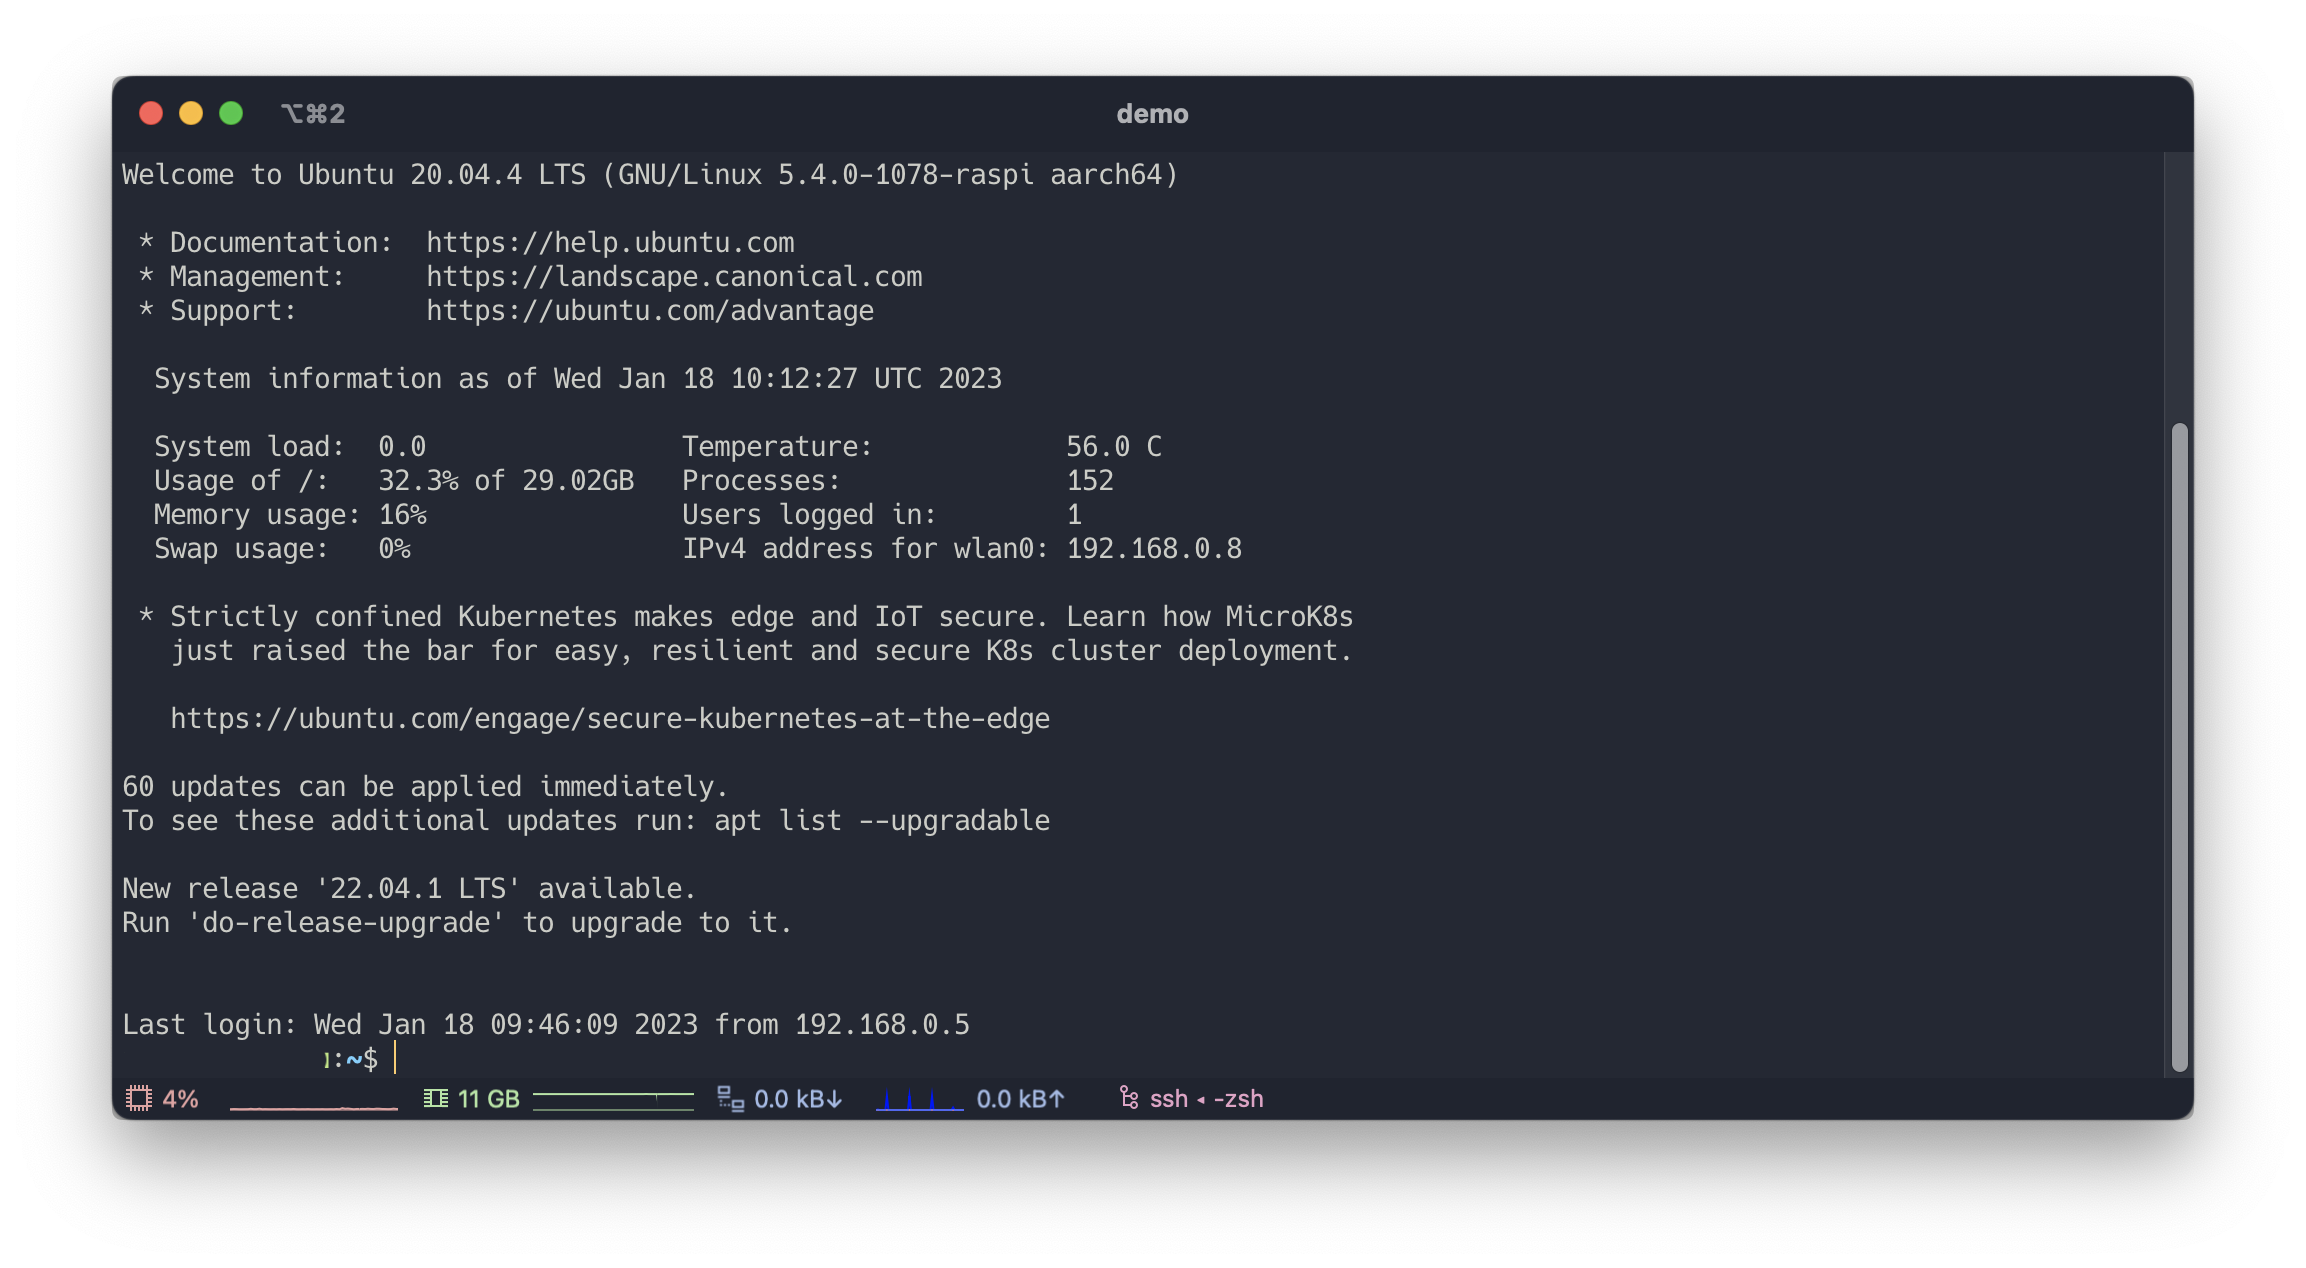 ⌥⌘2 demo
Welcome to Ubuntu 20.04.4 LTS (GNU/Linux 5.4.0-1078-raspi aarch64)
* Documentation: https://help.ubuntu.com
* Management: https://landscape.canonical.com
* Support: https://ubuntu.com/advantage
System information as of Wed Jan 18 10:12:27 UTC 2023
System load: 0.0 Temperature: 56.0 C
Usage of /: 32.3% of 29.02GB Processes: 152
Memory usage: 16% Users logged in: 1
Swap usage: 0% IPv4 address for wlan0: 192.168.0.8
* Strictly confined Kubernetes makes edge and IoT secure. Learn how MicroK8s
just raised the bar for easy, resilient and secure K8s cluster deployment.
https://ubuntu.com/engage/secure-kubernetes-at-the-edge
60 updates can be applied immediately.
To see these additional updates run: apt list --upgradable
New release '22.04.1 LTS' available.
Run 'do-release-upgrade' to upgrade to it.
Last login: Wed Jan 18 09:46:09 2023 from 192.168.0.5
:~$
4% 11 GB 0.0 kB↓ 0.0 kB↑ ssh ◂ -zsh